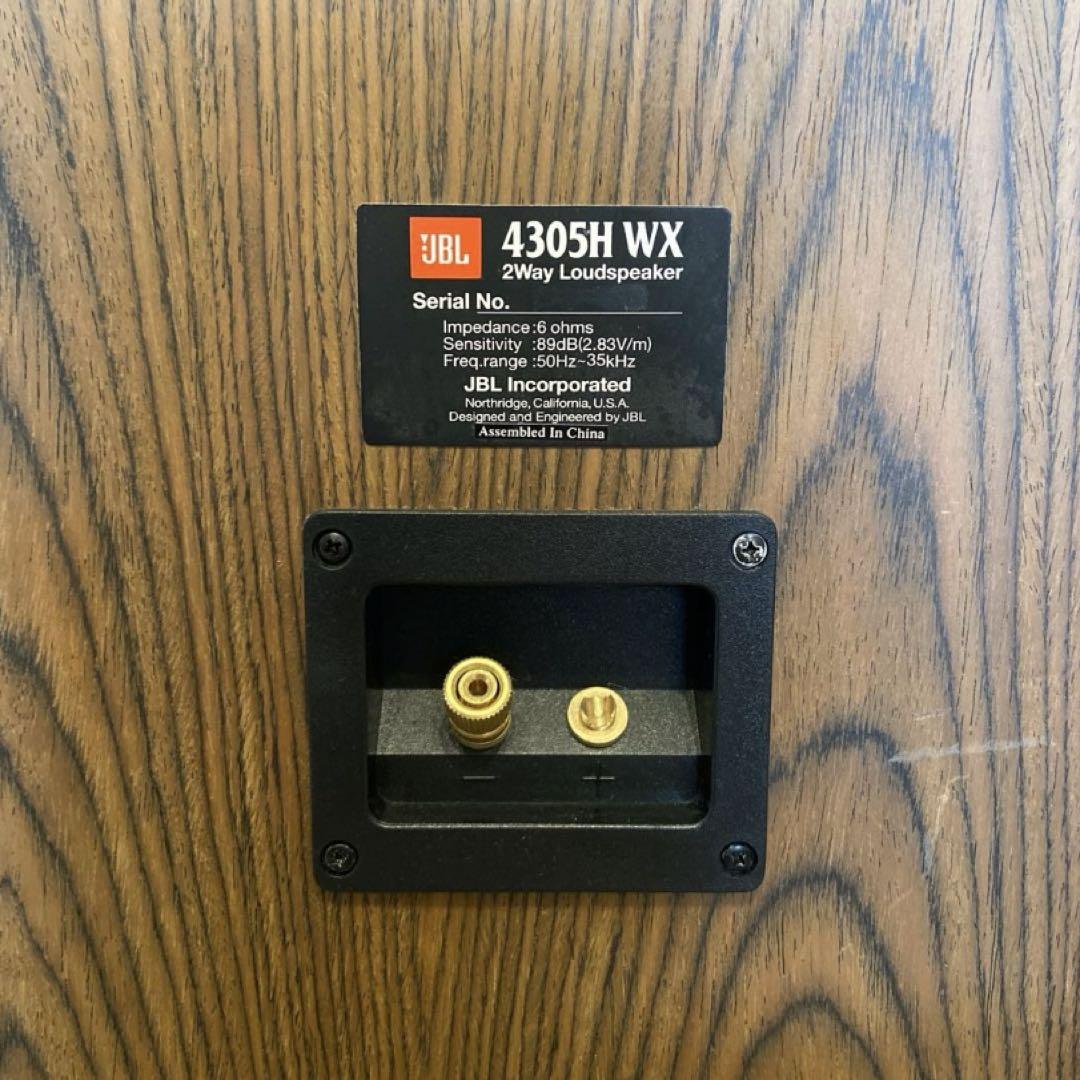 JBL
4305H WX
2Way Loudspeaker
Serial No.
Impedance:6 ohms
Sensitivity :89dB(2.83V/m)
Freq.range :50Hz~35kHz
JBL Incorporated
Northridge, California, U.S.A.
Designed and Engineered by JBL
Assembled In China
− +